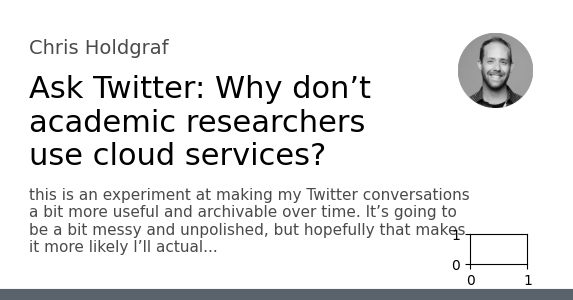 Chris Holdgraf
Ask Twitter: Why don’t
academic researchers
use cloud services?
this is an experiment at making my Twitter conversations
a bit more useful and archivable over time. It’s going to
be a bit messy and unpolished, but hopefully that makes
it more likely I’ll actual...
1
0
0 1